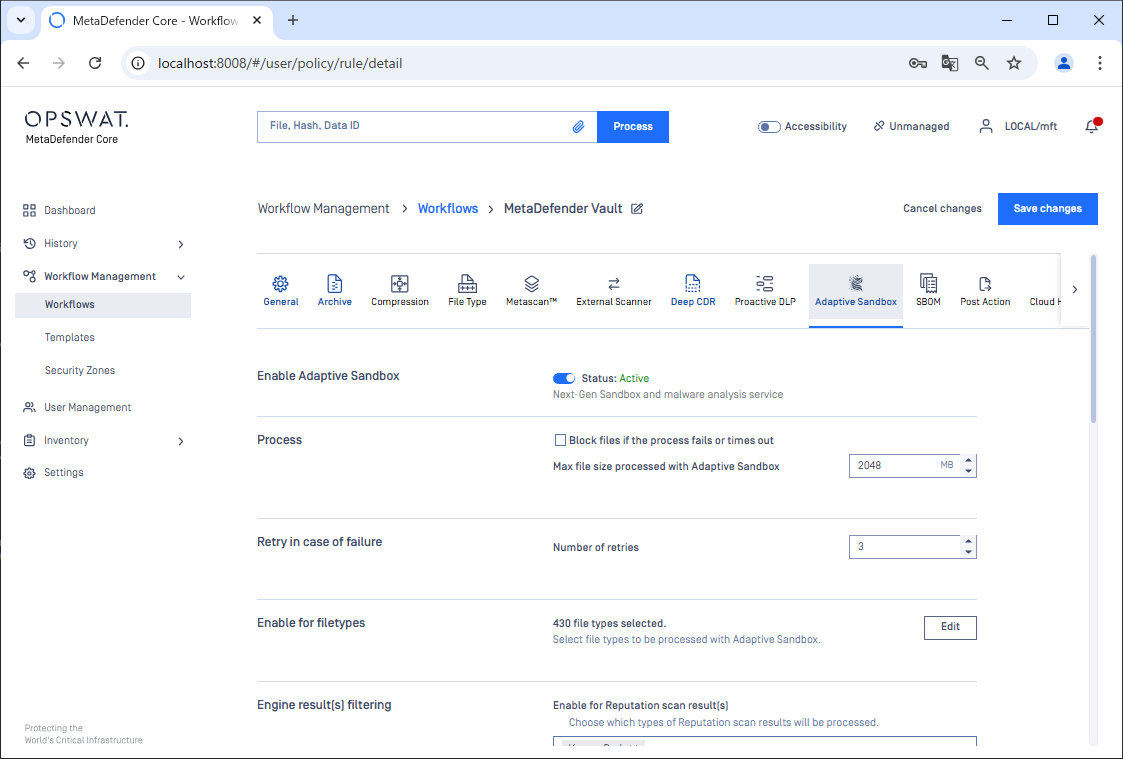 MetaDefender Core - Workflow
localhost:8008/#/user/policy/rule/detail
OPSWAT.
MetaDefender Core
File, Hash, Data ID
Process
Accessibility
Unmanaged
LOCAL/mft
Dashboard
History
Workflow Management
Workflows
Templates
Security Zones
User Management
Inventory
Settings
Protecting the
World's Critical Infrastructure
Workflow Management > Workflows > MetaDefender Vault
Cancel changes
Save changes
General
Archive
Compression
File Type
Metascan™
External Scanner
Deep CDR
Proactive DLP
Adaptive Sandbox
SBOM
Post Action
Cloud H
Enable Adaptive Sandbox
Status: Active
Next-Gen Sandbox and malware analysis service
Process
Block files if the process fails or times out
Max file size processed with Adaptive Sandbox
2048 MB
Retry in case of failure
Number of retries
3
Enable for filetypes
430 file types selected.
Select file types to be processed with Adaptive Sandbox.
Edit
Engine result(s) filtering
Enable for Reputation scan result(s)
Choose which types of Reputation scan results will be processed.